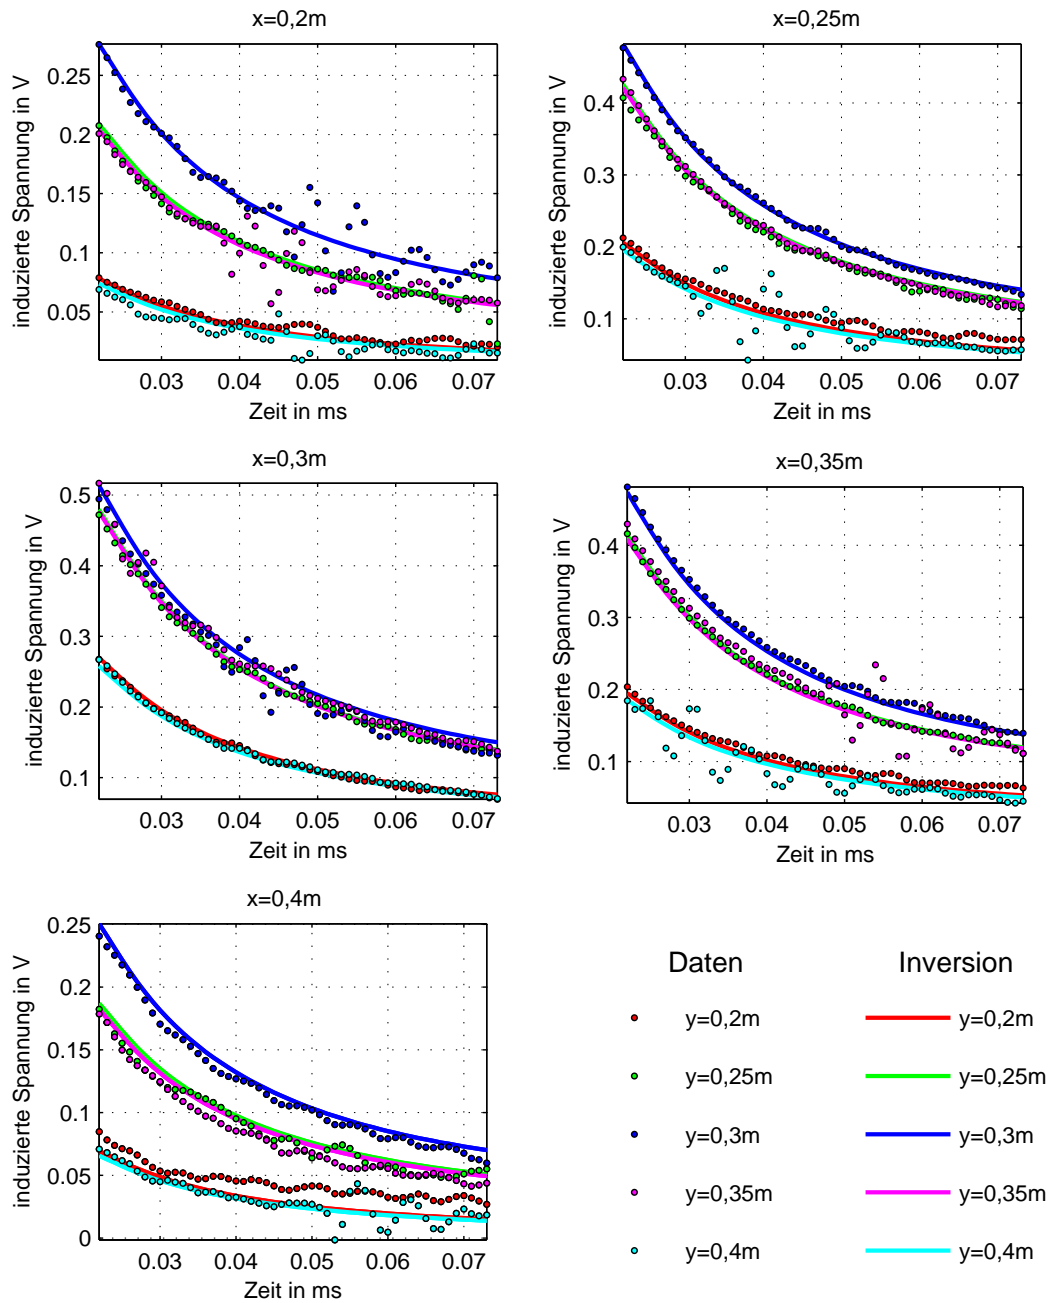 x=0,2m
induzierte Spannung in V
0.25
0.2
0.15
0.1
0.05
0.03 0.04 0.05 0.06 0.07
Zeit in ms
x=0,25m
induzierte Spannung in V
0.4
0.3
0.2
0.1
0.03 0.04 0.05 0.06 0.07
Zeit in ms
x=0,3m
induzierte Spannung in V
0.5
0.4
0.3
0.2
0.1
0.03 0.04 0.05 0.06 0.07
Zeit in ms
x=0,35m
induzierte Spannung in V
0.4
0.3
0.2
0.1
0.03 0.04 0.05 0.06 0.07
Zeit in ms
x=0,4m
induzierte Spannung in V
0.25
0.2
0.15
0.1
0.05
0
0.03 0.04 0.05 0.06 0.07
Zeit in ms
Daten Inversion
y=0,2m y=0,2m
y=0,25m y=0,25m
y=0,3m y=0,3m
y=0,35m y=0,35m
y=0,4m y=0,4m